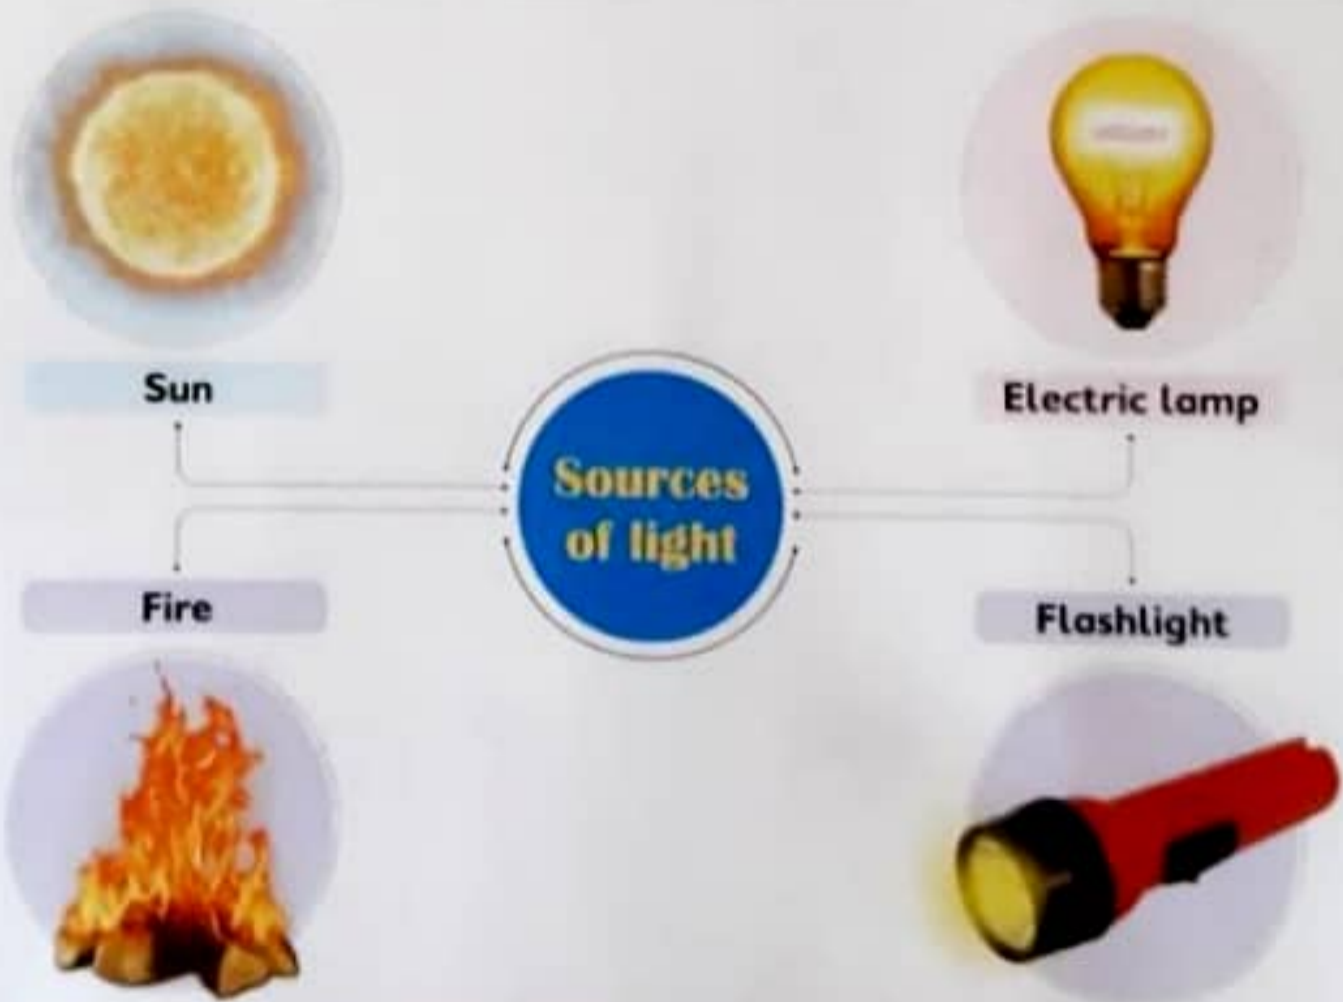 Sun
Electric lamp
Sources
of light
Fire
Flashlight